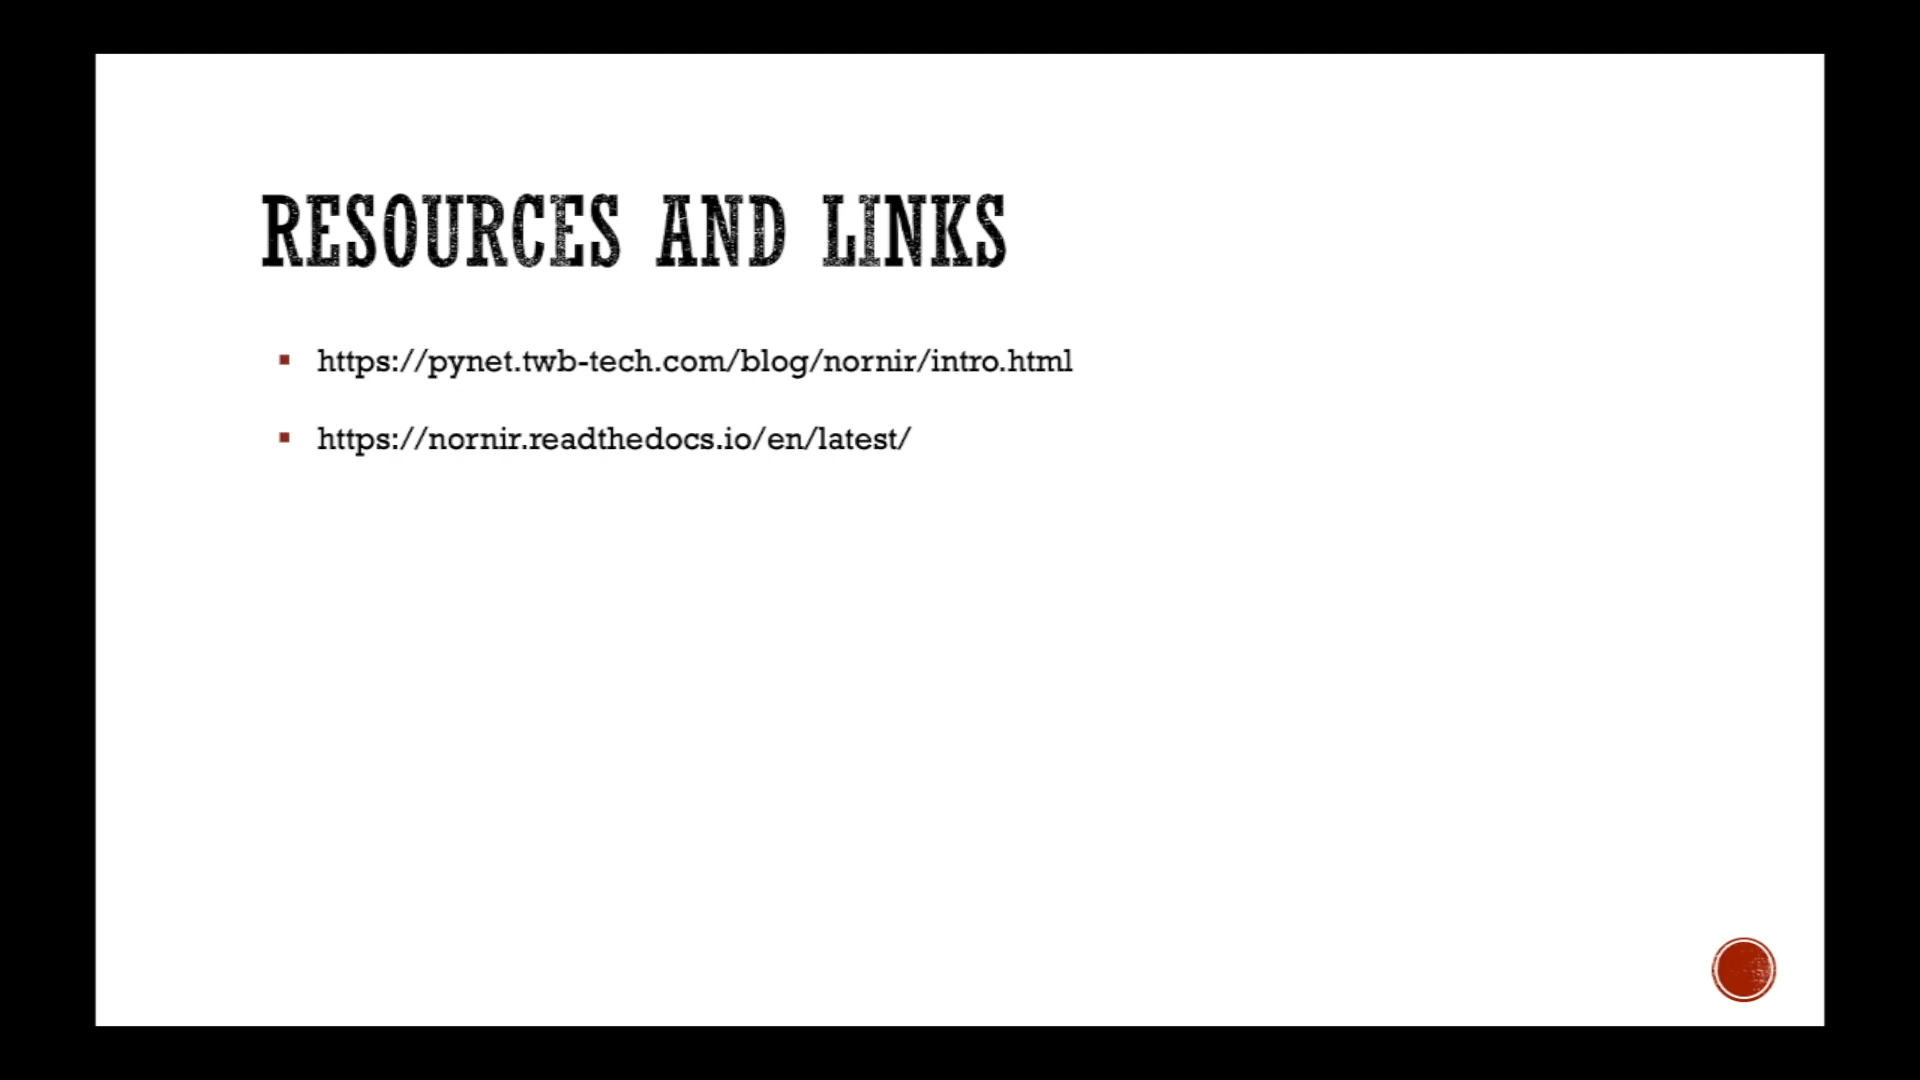 RESOURCES AND LINKS
https://pynet.twb-tech.com/blog/nornir/intro.html
https://nornir.readthedocs.io/en/latest/